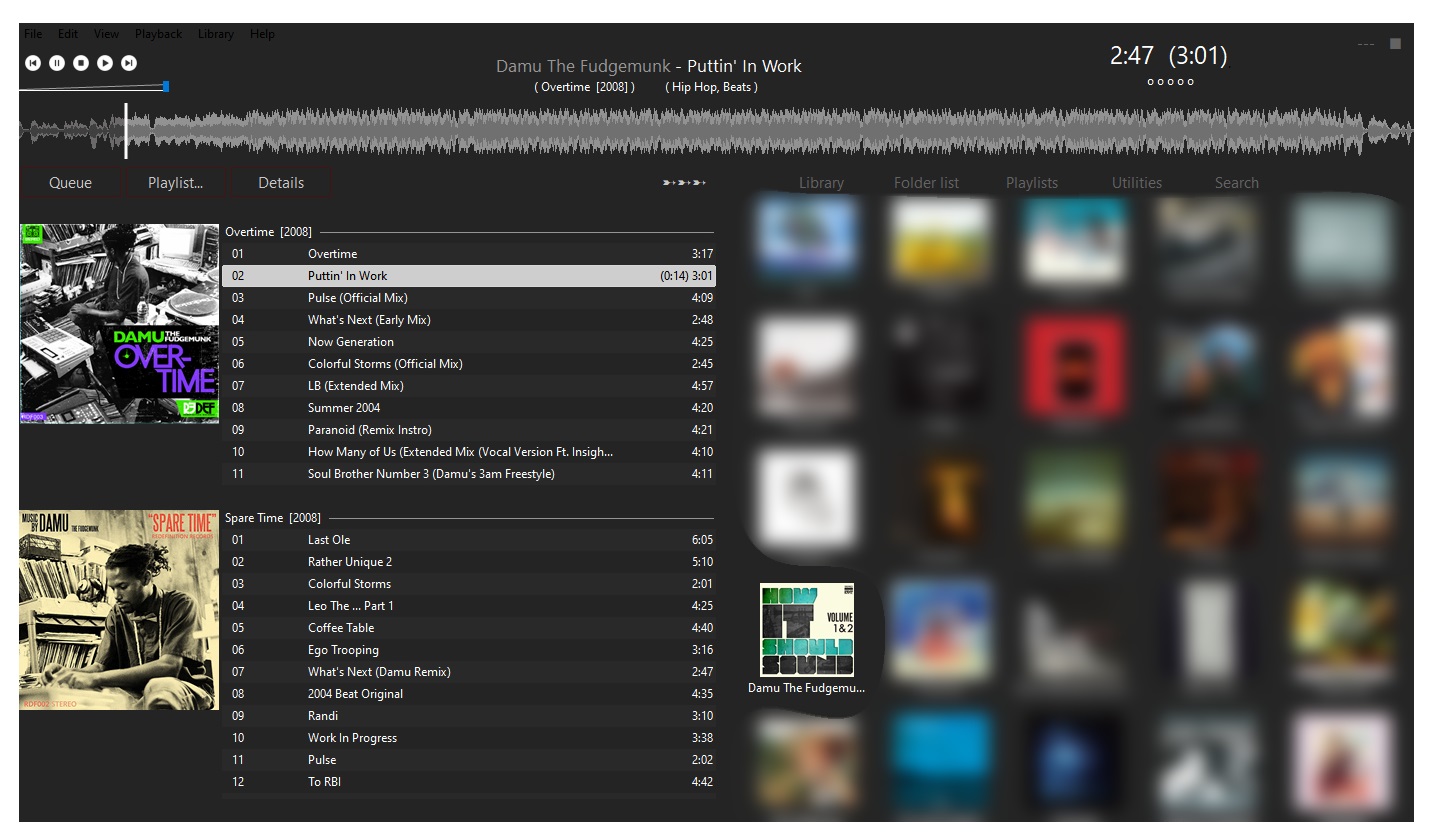 File Edit View Playback Library Help
2:47 (3:01)
Damu The Fudgemunk - Puttin' In Work
( Overtime [2008] ) ( Hip Hop, Beats )
Queue Playlist... Details
Library Folder list Playlists Utilities Search
DAMU THE FUDGEMUNK
OVER-
TIME
REDEF
RDF003
Overtime [2008]
01 Overtime 3:17
02 Puttin' In Work (0:14) 3:01
03 Pulse (Official Mix) 4:09
04 What's Next (Early Mix) 2:48
05 Now Generation 4:25
06 Colorful Storms (Official Mix) 2:45
07 LB (Extended Mix) 4:57
08 Summer 2004 4:20
09 Paranoid (Remix Instro) 4:21
10 How Many of Us (Extended Mix (Vocal Version Ft. Insigh... 4:10
11 Soul Brother Number 3 (Damu's 3am Freestyle) 4:11
MUSIC BY DAMU THE FUDGEMUNK "SPARE TIME"
REDEFINITION RECORDS
RDF002 STEREO
Spare Time [2008]
01 Last Ole 6:05
02 Rather Unique 2 5:10
03 Colorful Storms 2:01
04 Leo The ... Part 1 4:25
05 Coffee Table 4:40
06 Ego Trooping 3:16
07 What's Next (Damu Remix) 2:47
08 2004 Beat Original 4:35
09 Randi 3:10
10 Work In Progress 3:38
11 Pulse 2:02
12 To RBI 4:42
HOW
IT VOLUME 1 & 2
SHOULD
SOUND
Damu The Fudgemu...